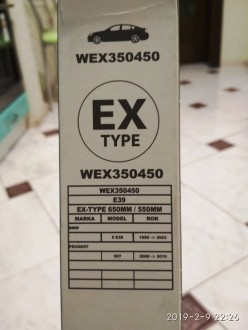 WEX350450
EX
TYPE
WEX350450
WEX350450
E39
EX-TYPE 650MM / 550MM
MARKA MODEL ROK
BMW
5 E39 1995 -> 2003
PEUGEOT
607 2000 -> 2010
2019-2-9 22:26